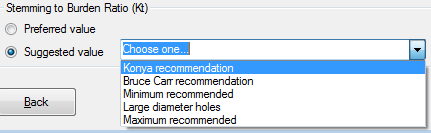 Stemming to Burden Ratio (Kt)
Preferred value
Suggested value
Choose one...
Konya recommendation
Bruce Carr recommendation
Minimum recommended
Large diameter holes
Maximum recommended
Back